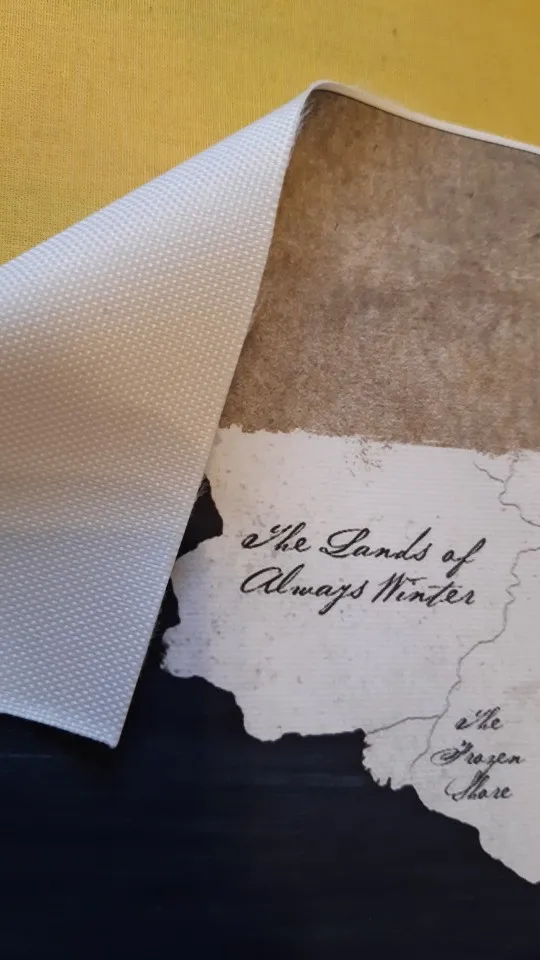 The Lands of
Always Winter
The
Frozen
Shore